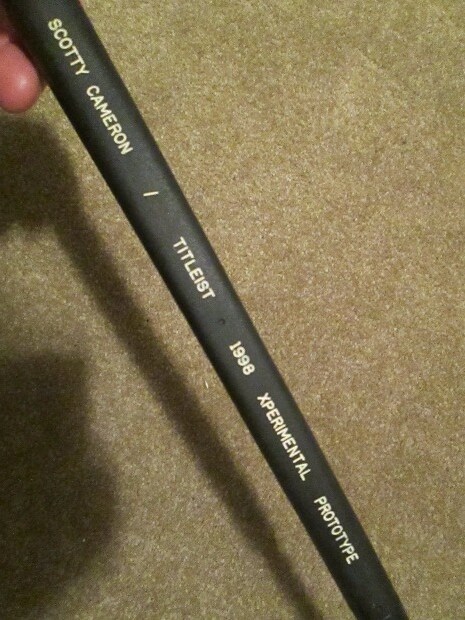 SCOTTY CAMERON / TITLEIST 1998 XPERIMENTAL PROTOTYPE